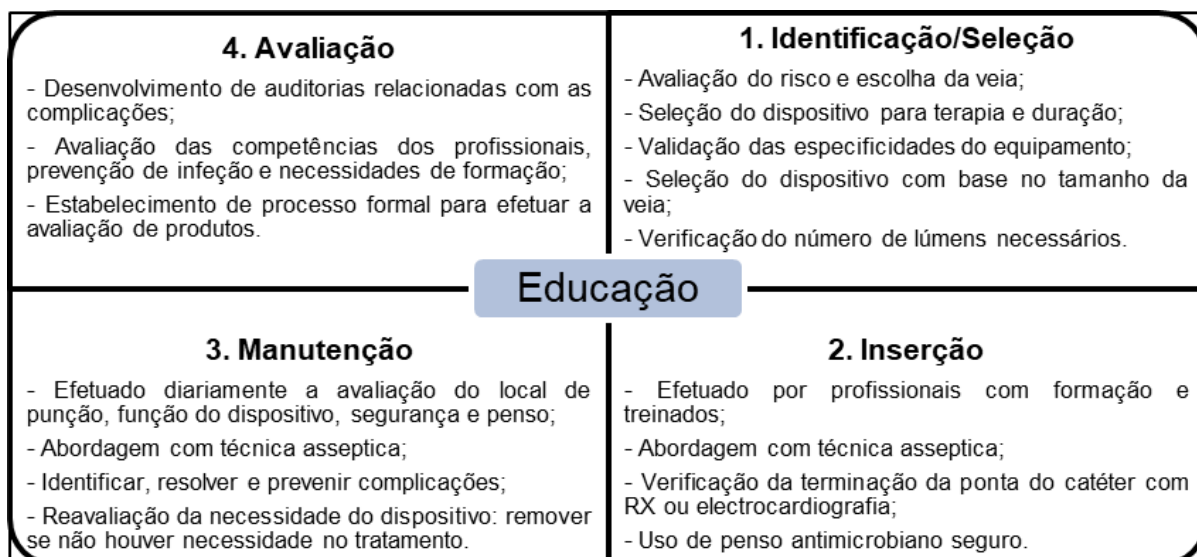 4. Avaliação
- Desenvolvimento de auditorias relacionadas com as
complicações;
- Avaliação das competências dos profissionais,
prevenção de infeção e necessidades de formação;
- Estabelecimento de processo formal para efetuar a
avaliação de produtos.
1. Identificação/Seleção
- Avaliação do risco e escolha da veia;
- Seleção do dispositivo para terapia e duração;
- Validação das especificidades do equipamento;
- Seleção do dispositivo com base no tamanho da
veia;
- Verificação do número de lúmens necessários.
Educação
3. Manutenção
- Efetuado diariamente a avaliação do local de
punção, função do dispositivo, segurança e penso;
- Abordagem com técnica asseptica;
- Identificar, resolver e prevenir complicações;
- Reavaliação da necessidade do dispositivo: remover
se não houver necessidade no tratamento.
2. Inserção
- Efetuado por profissionais com formação e
treinados;
- Abordagem com técnica asseptica;
- Verificação da terminação da ponta do catéter com
RX ou electrocardiografia;
- Uso de penso antimicrobiano seguro.